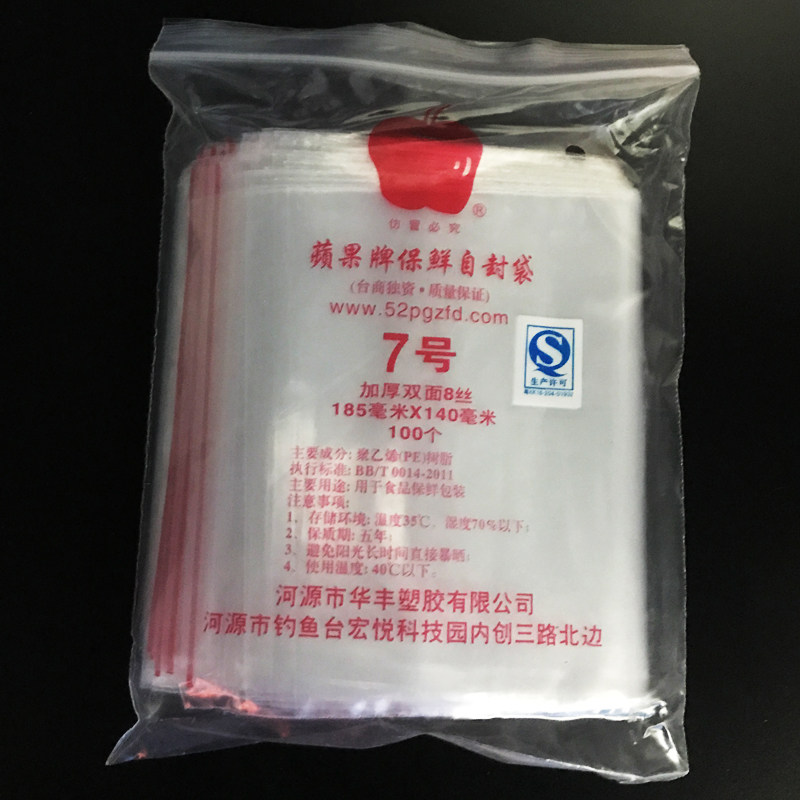 ®
仿冒必究
蘋果牌保鮮自封袋
(台商独资·质量保证)
www.52pgzfd.com
7号
加厚双面8丝
185毫米X140毫米
100个
主要成分: 聚乙烯(PE)树脂
执行标准: BB/T 0014-2011
主要用途: 用于食品保鲜包装
注意事项:
1、存储环境: 温度35℃，湿度70%以下;
2、保质期: 五年;
3、避免阳光长时间直接暴晒;
4、使用温度: 40℃以下。
河源市华丰塑胶有限公司
河源市钓鱼台宏悦科技园内创三路北边
QS
生产许可